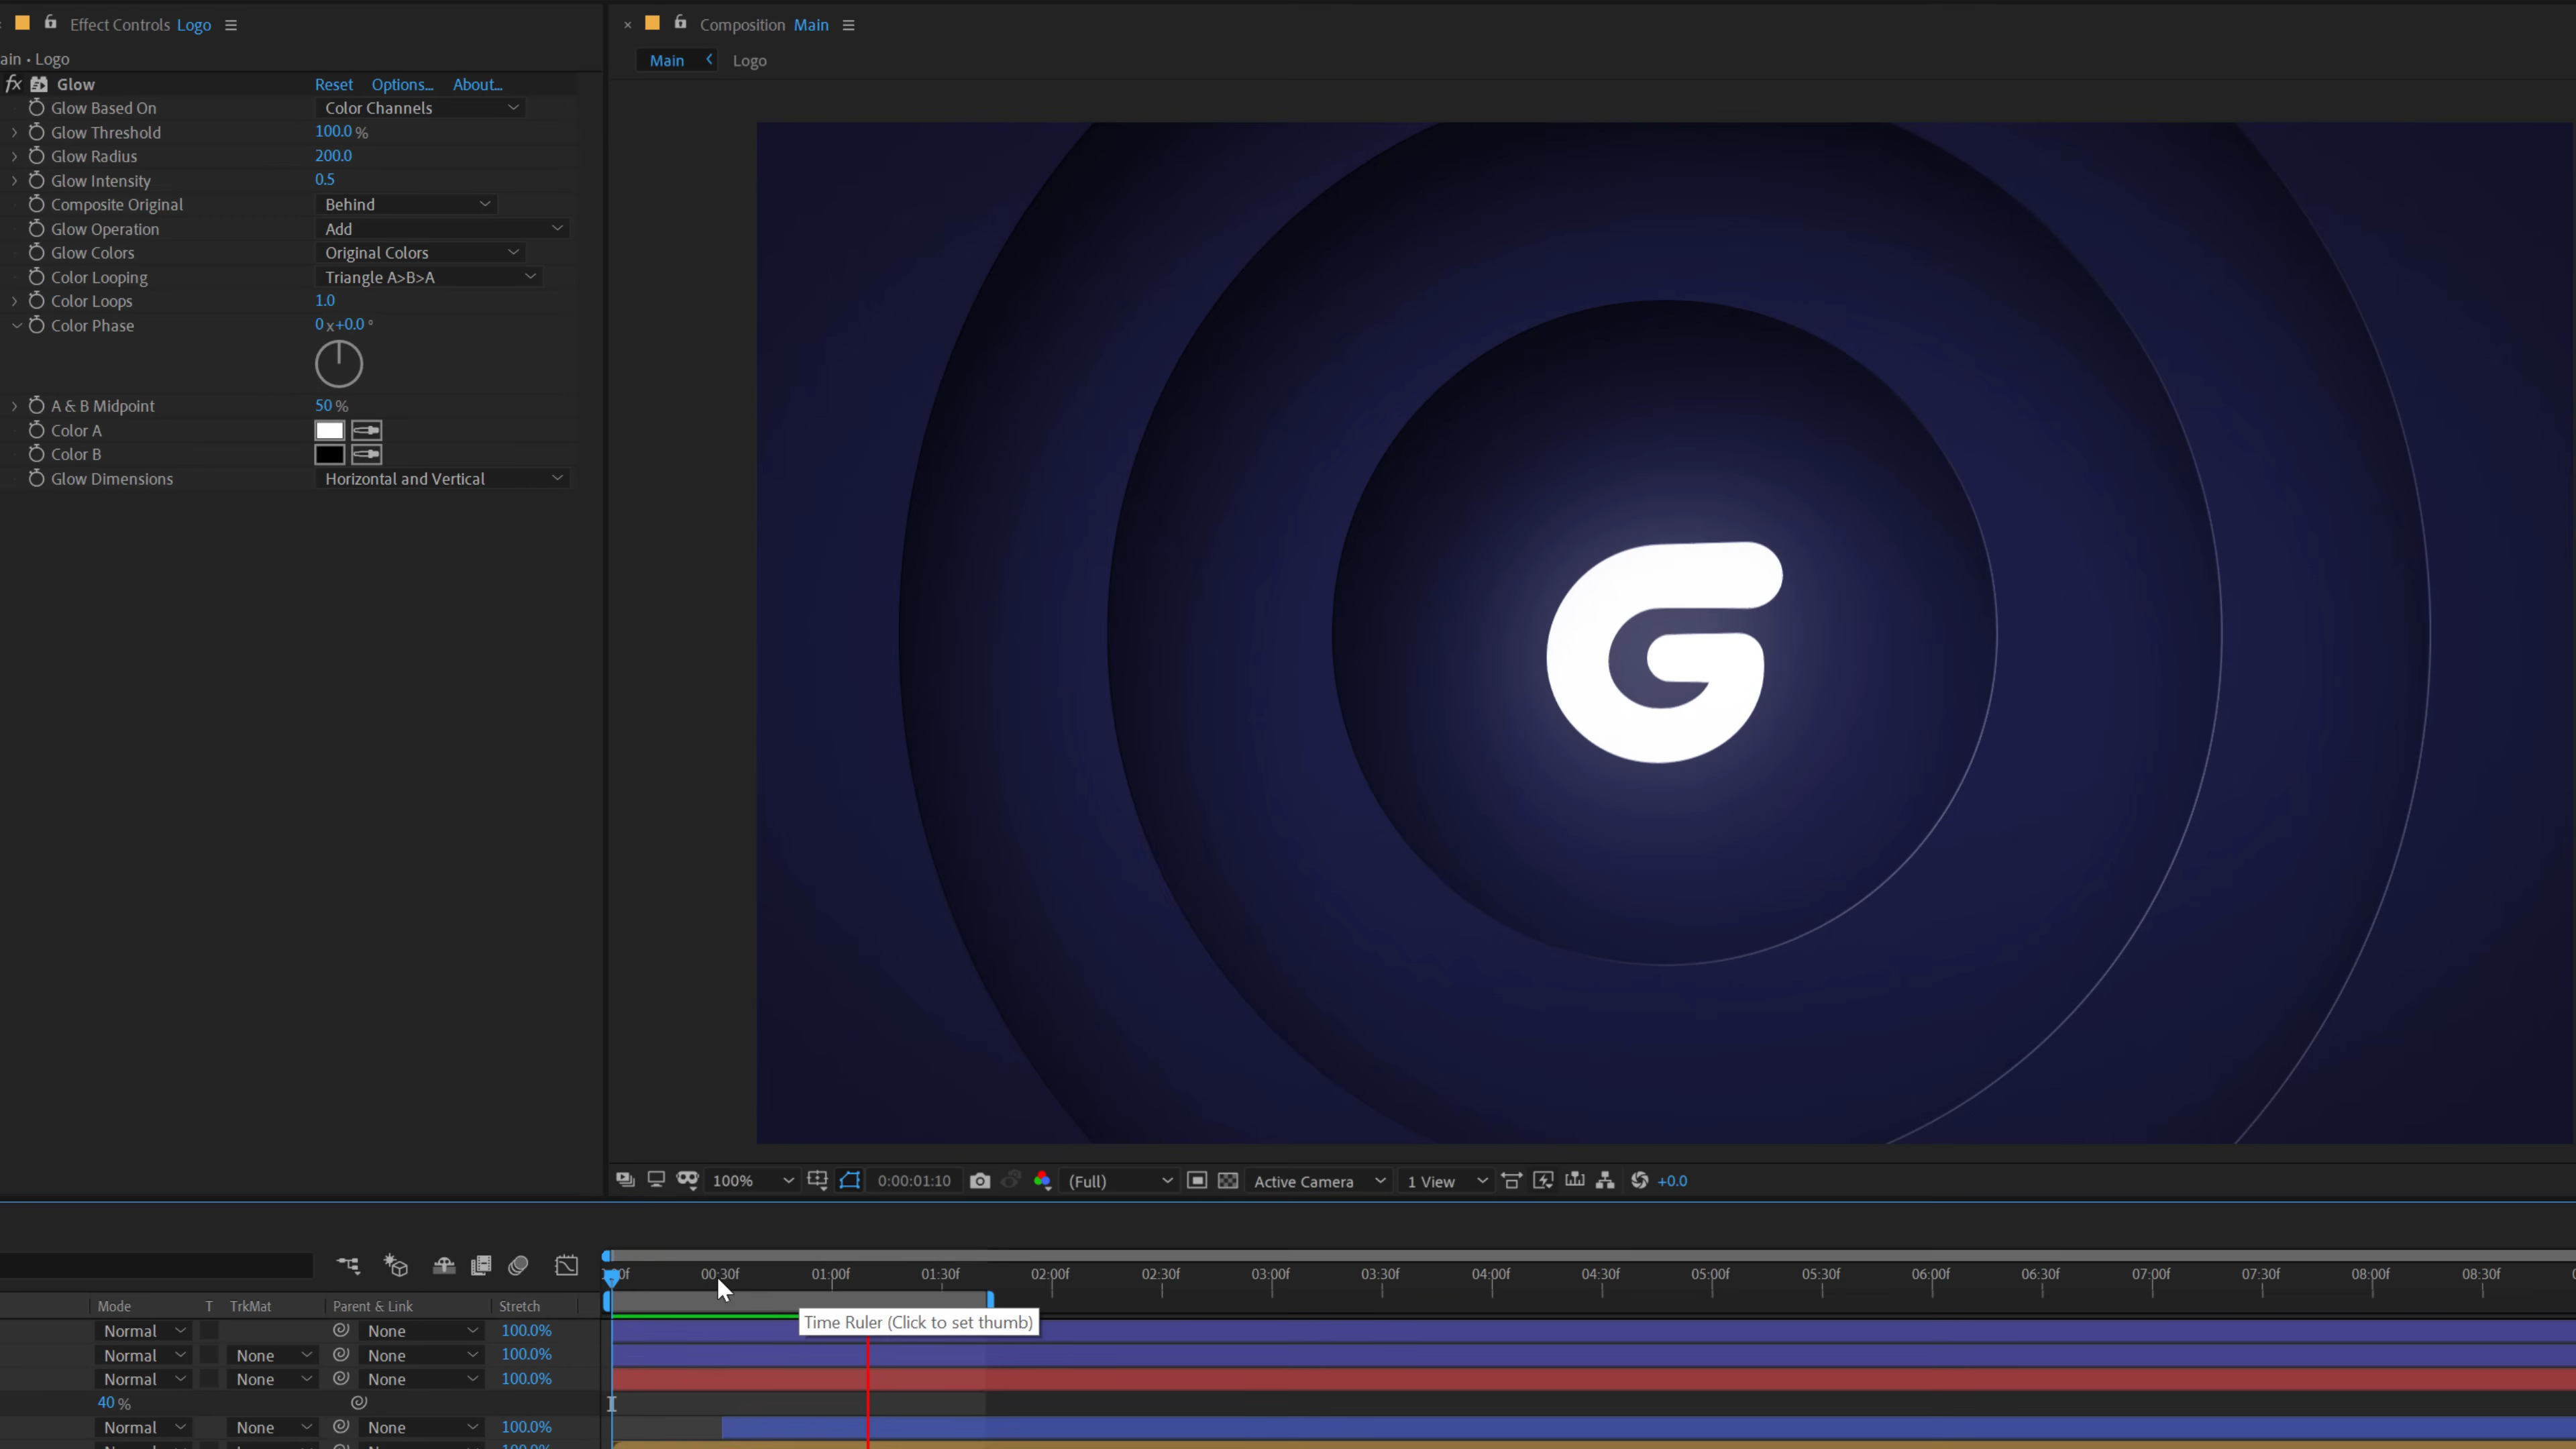 Effect Controls Logo
ain • Logo
fx Glow Reset Options... About...
Glow Based On Color Channels
Glow Threshold 100.0 %
Glow Radius 200.0
Glow Intensity 0.5
Composite Original Behind
Glow Operation Add
Glow Colors Original Colors
Color Looping Triangle A>B>A
Color Loops 1.0
Color Phase 0 x+0.0 °
A & B Midpoint 50 %
Color A
Color B
Glow Dimensions Horizontal and Vertical
× Composition Main
Main Logo
G
100% 0:00:01:10 (Full) Active Camera 1 View +0.0
00:30f 01:00f 01:30f 02:00f 02:30f 03:00f 03:30f 04:00f 04:30f 05:00f 05:30f 06:00f 06:30f 07:00f 07:30f 08:00f 08:30f
Mode T TrkMat Parent & Link Stretch
Time Ruler (Click to set thumb)
Normal None 100.0%
Normal None None 100.0%
Normal None None 100.0%
40 %
Normal None None 100.0%
100.0%